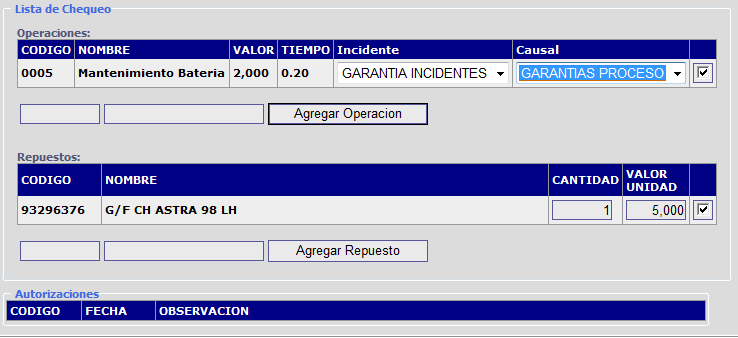 Lista de Chequeo
Operaciones:
CODIGO NOMBRE VALOR TIEMPO Incidente Causal
0005 Mantenimiento Bateria 2,000 0.20 GARANTIA INCIDENTES GARANTIAS PROCESO
Agregar Operacion
Repuestos:
CODIGO NOMBRE CANTIDAD VALOR UNIDAD
93296376 G/F CH ASTRA 98 LH 1 5,000
Agregar Repuesto
Autorizaciones
CODIGO FECHA OBSERVACION